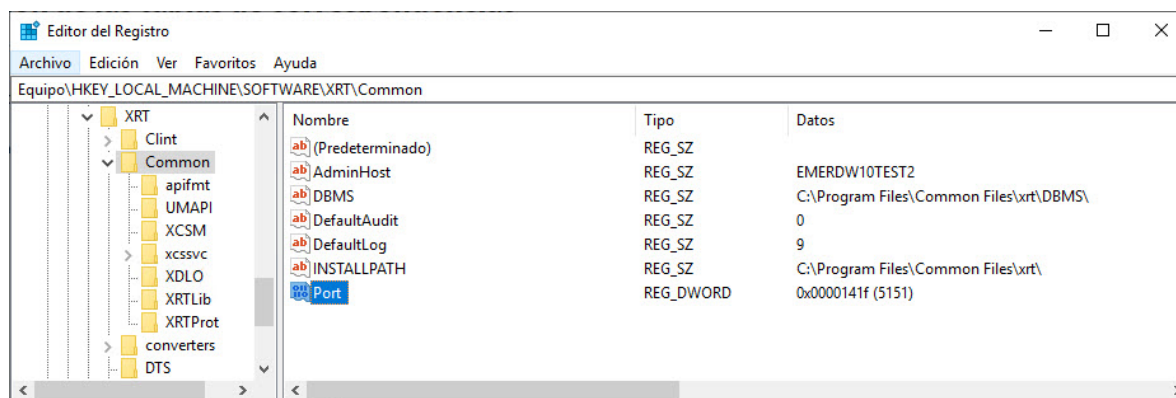 Editor del Registro
Archivo Edición Ver Favoritos Ayuda
Equipo\HKEY_LOCAL_MACHINE\SOFTWARE\XRT\Common
XRT
Clint
Common
apifmt
UMAPI
XCSM
xcssvc
XDLO
XRTLib
XRTProt
converters
DTS
Nombre Tipo Datos
(Predeterminado) REG_SZ
AdminHost REG_SZ EMERDW10TEST2
DBMS REG_SZ C:\Program Files\Common Files\xrt\DBMS\
DefaultAudit REG_SZ 0
DefaultLog REG_SZ 9
INSTALLPATH REG_SZ C:\Program Files\Common Files\xrt\
Port REG_DWORD 0x0000141f (5151)